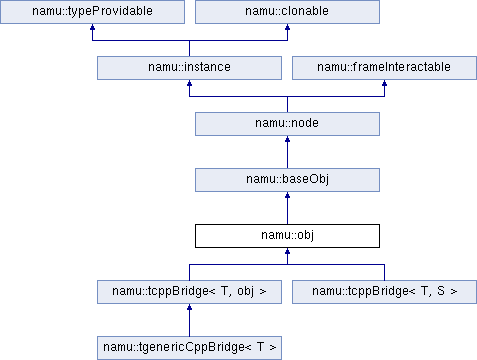 namu::typeProvidable
namu::clonable
namu::instance
namu::frameInteractable
namu::node
namu::baseObj
namu::obj
namu::tcppBridge< T, obj >
namu::tcppBridge< T, S >
namu::tgenericCppBridge< T >